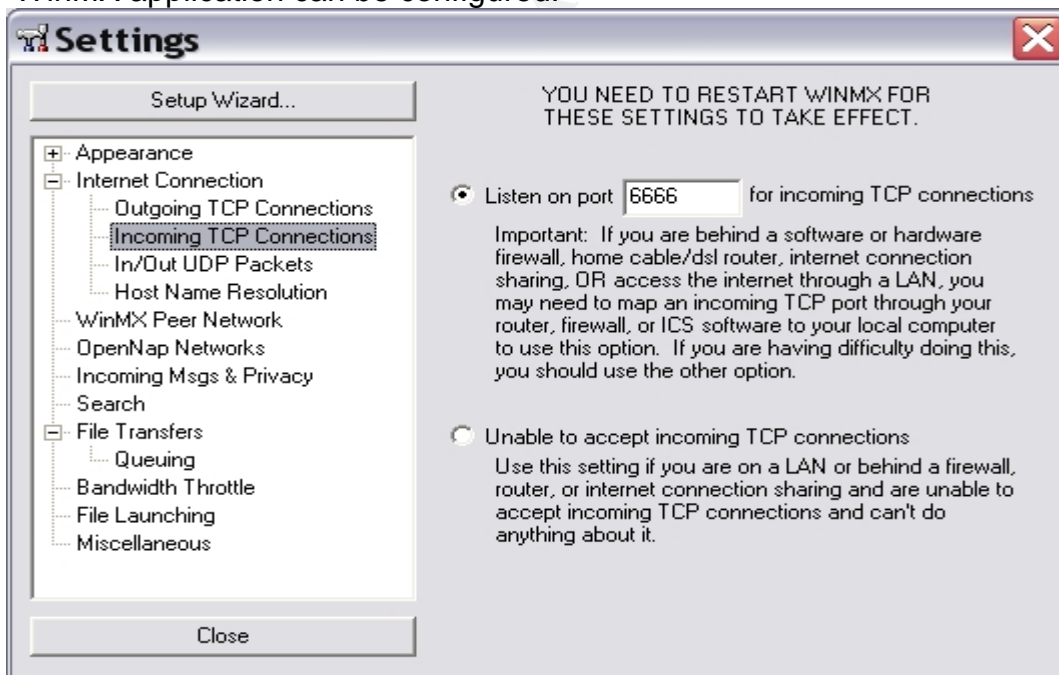 WinMX application can be configured.
Settings
Setup Wizard...
Appearance
Internet Connection
Outgoing TCP Connections
Incoming TCP Connections
In/Out UDP Packets
Host Name Resolution
WinMX Peer Network
OpenNap Networks
Incoming Msgs & Privacy
Search
File Transfers
Queuing
Bandwidth Throttle
File Launching
Miscellaneous
Close
YOU NEED TO RESTART WINMX FOR
THESE SETTINGS TO TAKE EFFECT.
Listen on port 6666 for incoming TCP connections
Important: If you are behind a software or hardware
firewall, home cable/dsl router, internet connection
sharing, OR access the internet through a LAN, you
may need to map an incoming TCP port through your
router, firewall, or ICS software to your local computer
to use this option. If you are having difficulty doing this,
you should use the other option.
Unable to accept incoming TCP connections
Use this setting if you are on a LAN or behind a firewall,
router, or internet connection sharing and are unable to
accept incoming TCP connections and can't do
anything about it.